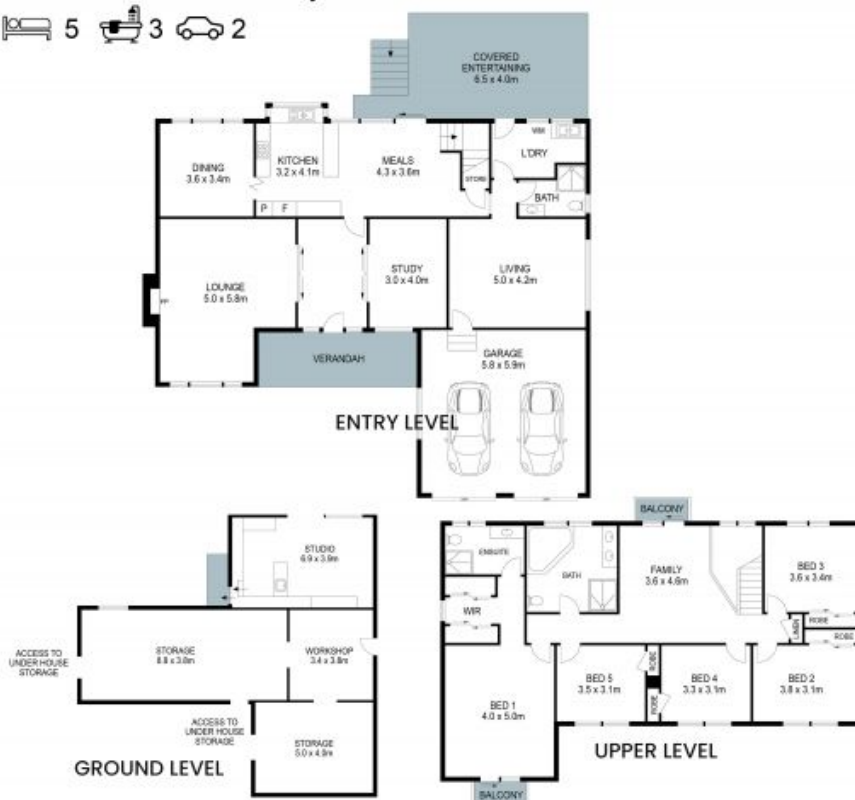 5 3 2
COVERED
ENTERTAINING
6.5 x 4.0m
DINING
3.6 x 3.4m
KITCHEN
3.2 x 4.1m
MEALS
4.3 x 3.6m
STORE
WM
L'DRY
BATH
P F
LOUNGE
5.0 x 5.8m
FP
STUDY
3.0 x 4.0m
LIVING
5.0 x 4.2m
VERANDAH
GARAGE
5.8 x 5.9m
ENTRY LEVEL
STUDIO
6.9 x 3.9m
STORAGE
8.8 x 3.8m
WORKSHOP
3.4 x 3.8m
ACCESS TO
UNDER HOUSE
STORAGE
ACCESS TO
UNDER HOUSE
STORAGE
STORAGE
5.0 x 4.0m
GROUND LEVEL
BALCONY
ENSUITE
BATH
FAMILY
3.6 x 4.6m
BED 3
3.6 x 3.4m
WIR
LINEN
ROBE
ROBE
BED 1
4.0 x 5.0m
BED 5
3.5 x 3.1m
ROBE
ROBE
BED 4
3.3 x 3.1m
BED 2
3.8 x 3.1m
UPPER LEVEL
BALCONY